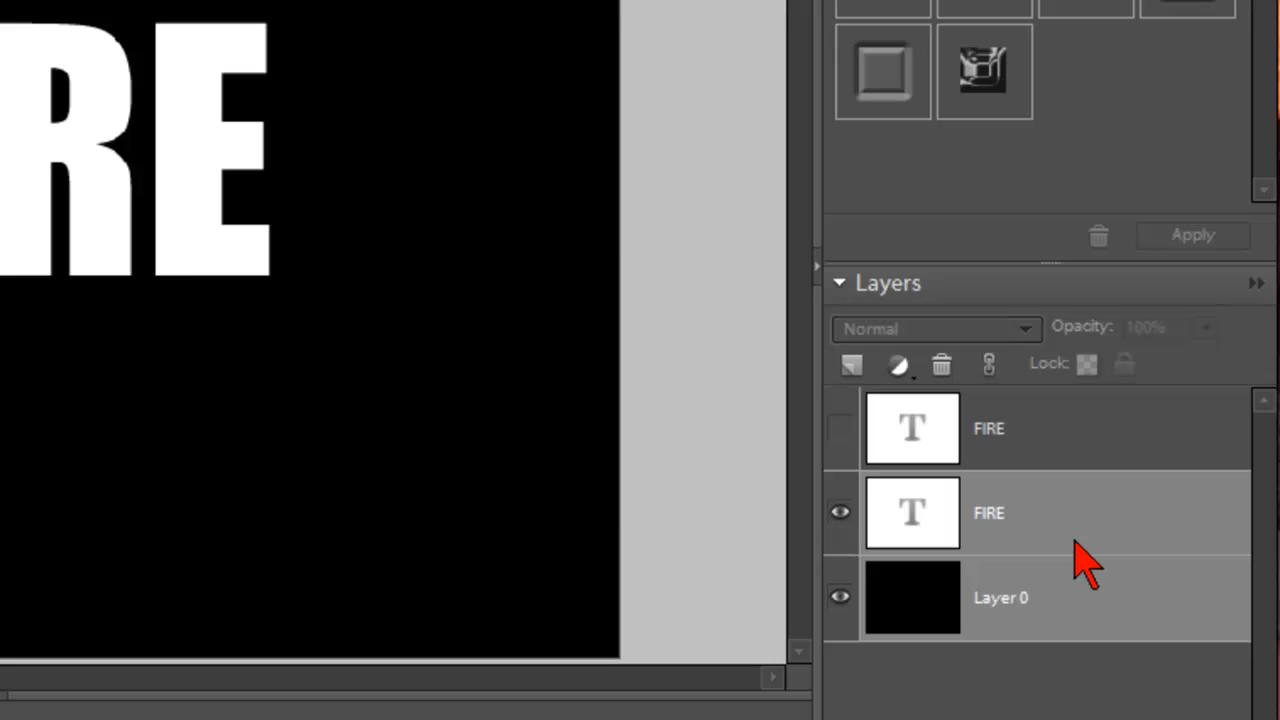 RE
Apply
Layers
Normal Opacity: 100%
Lock:
T FIRE
T FIRE
Layer 0